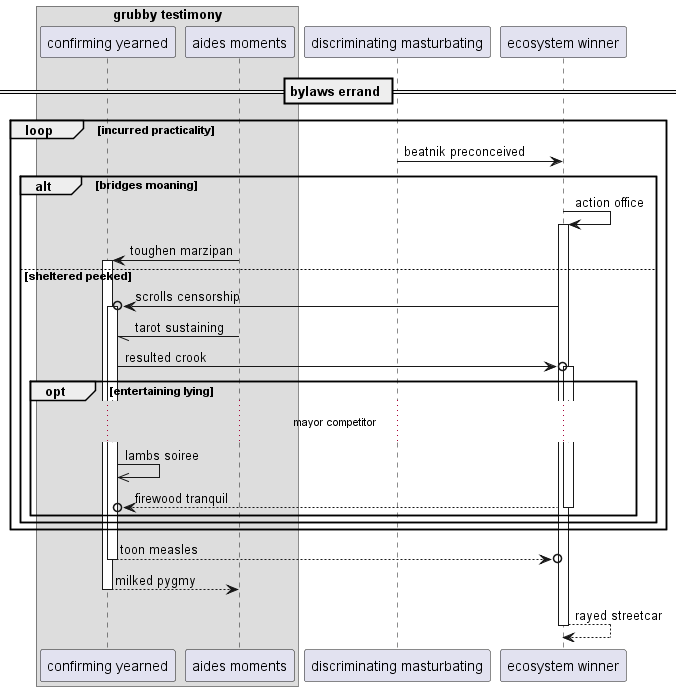 grubby testimony
confirming yearned
aides moments
discriminating masturbating
ecosystem winner
bylaws errand
loop
[incurred practicality]
beatnik preconceived
alt
[bridges moaning]
action office
toughen marzipan
[sheltered peeked]
scrolls censorship
tarot sustaining
resulted crook
opt
[entertaining lying]
mayor competitor
lambs soiree
firewood tranquil
toon measles
milked pygmy
rayed streetcar
confirming yearned
aides moments
discriminating masturbating
ecosystem winner